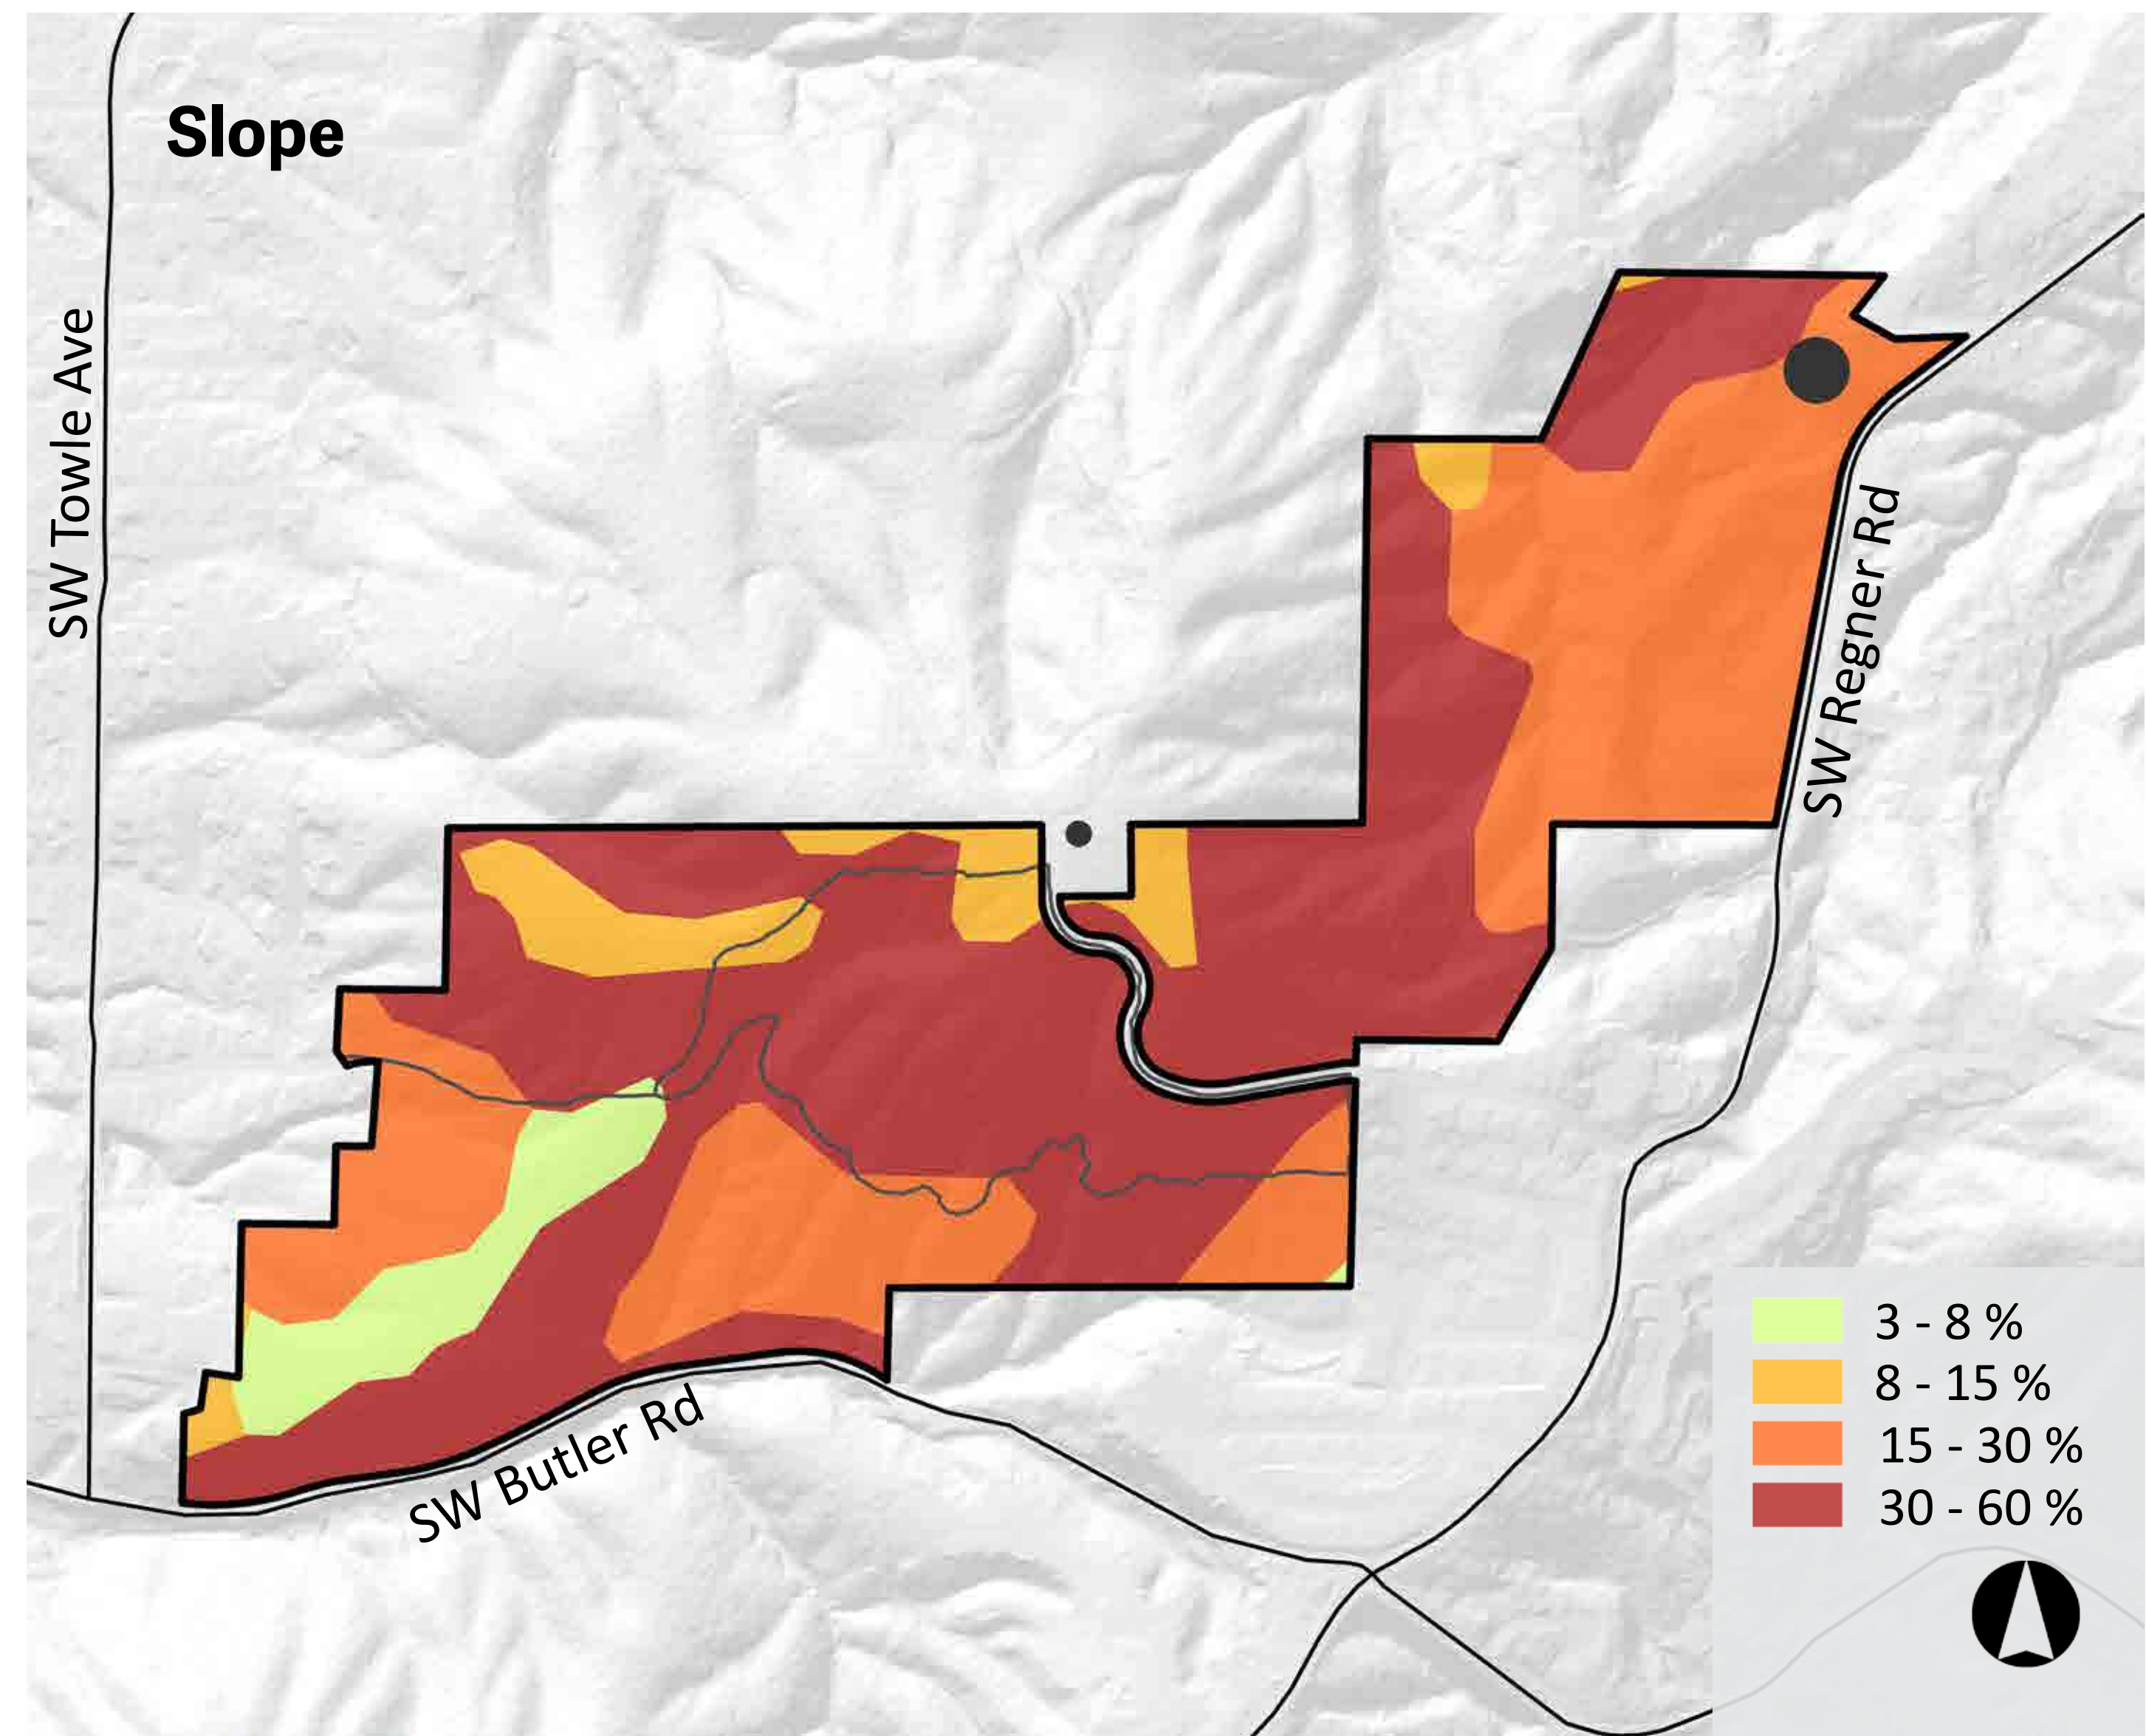 Slope
SW Towle Ave
SW Regner Rd
SW Butler Rd
3 - 8 %
8 - 15 %
15 - 30 %
30 - 60 %